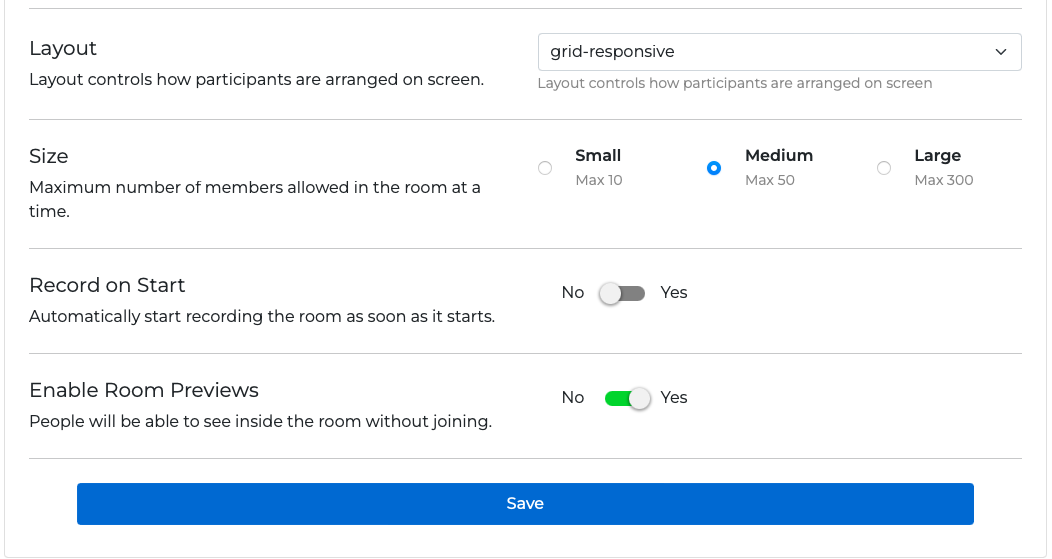 Layout
Layout controls how participants are arranged on screen.
grid-responsive
Layout controls how participants are arranged on screen
Size
Maximum number of members allowed in the room at a
time.
Small
Max 10
Medium
Max 50
Large
Max 300
Record on Start
Automatically start recording the room as soon as it starts.
No
Yes
Enable Room Previews
People will be able to see inside the room without joining.
No
Yes
Save